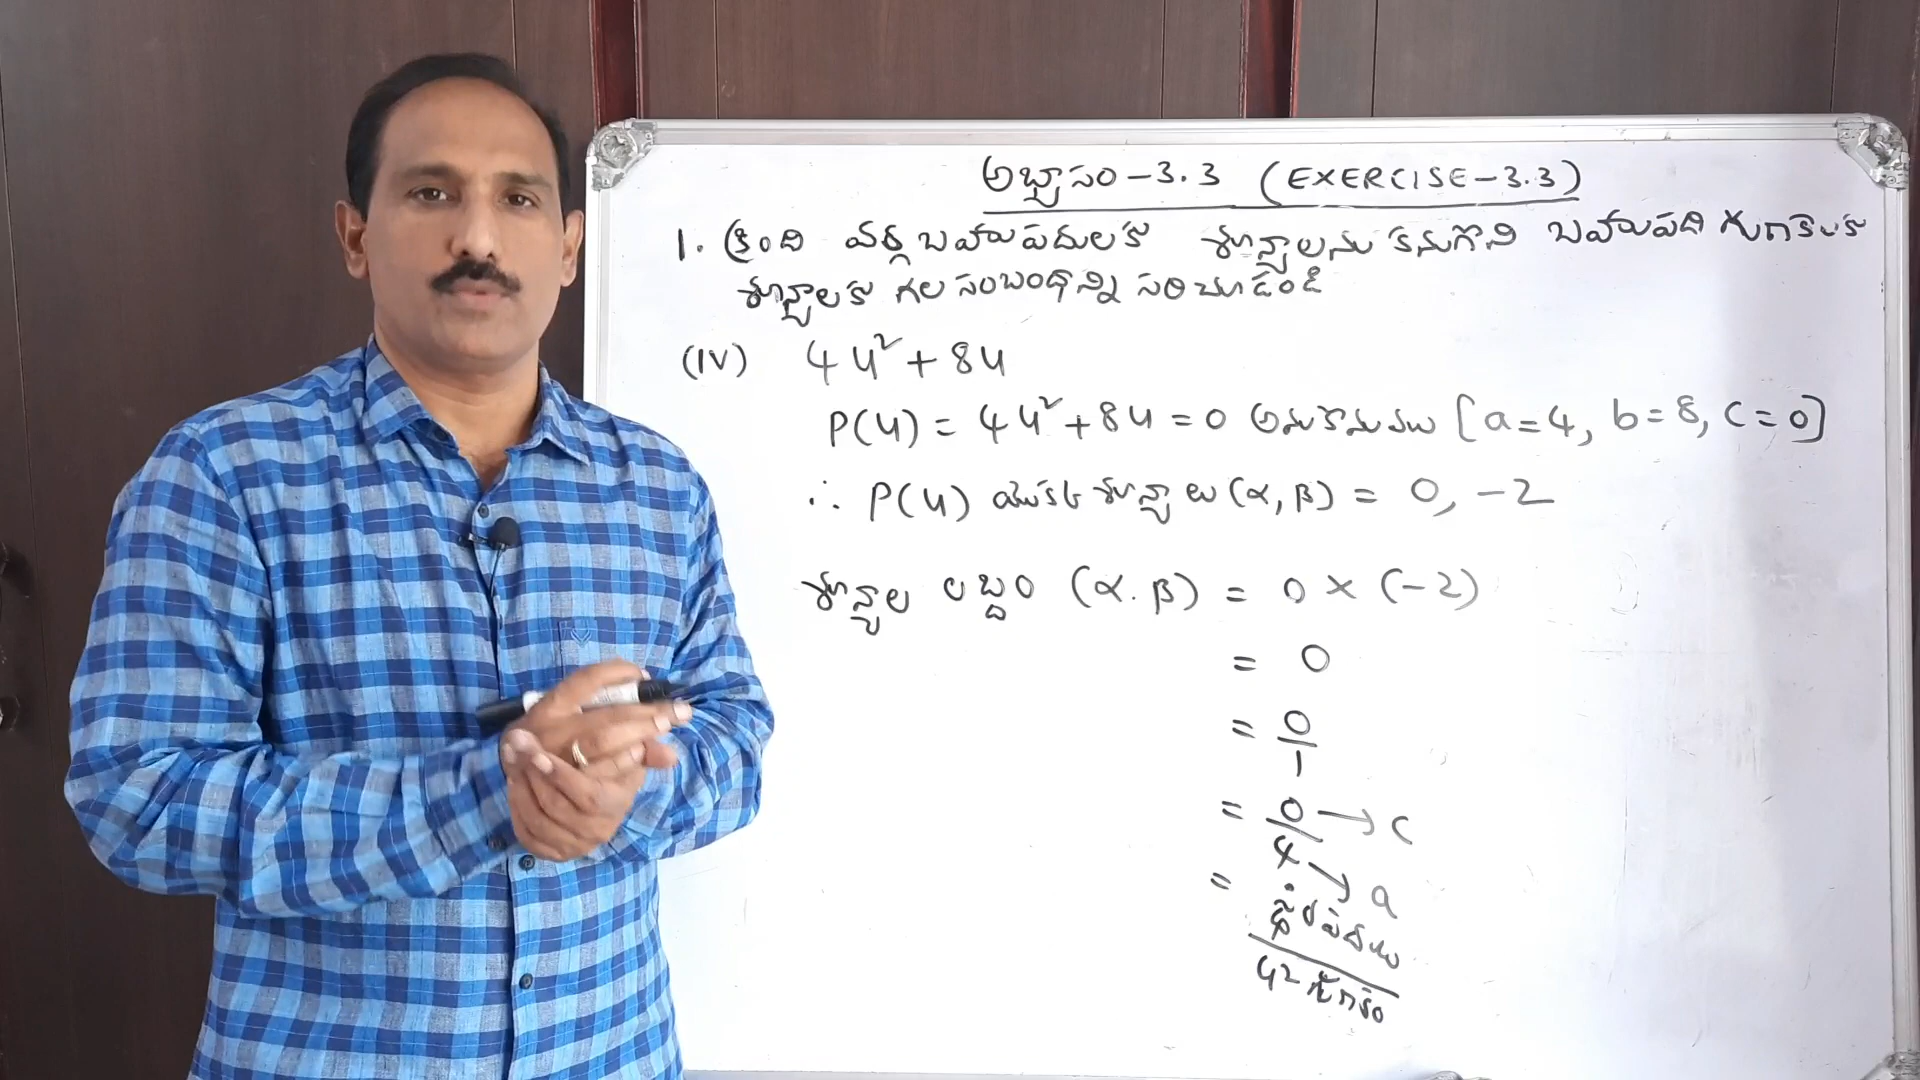 అభ్యాసం-3.3 (EXERCISE-3.3)
1. క్రింది వర్గ బహుపదులకు శూన్యాలను కనుగొని బహుపది గుణకాలకు
శూన్యాలకు గల సంబంధాన్ని సరిచూడండి
(IV) 4u² + 8u
P(u) = 4u² + 8u = 0 అనుకొనుము [a=4, b=8, c=0]
∴ P(u) యొక్క శూన్యాలు (α, β) = 0, -2
శూన్యాల లబ్దం (α.β) = 0 × (-2)
= 0
= 0/1
= 0/4 → c → a
= స్థిరపదము / u² గుణకం